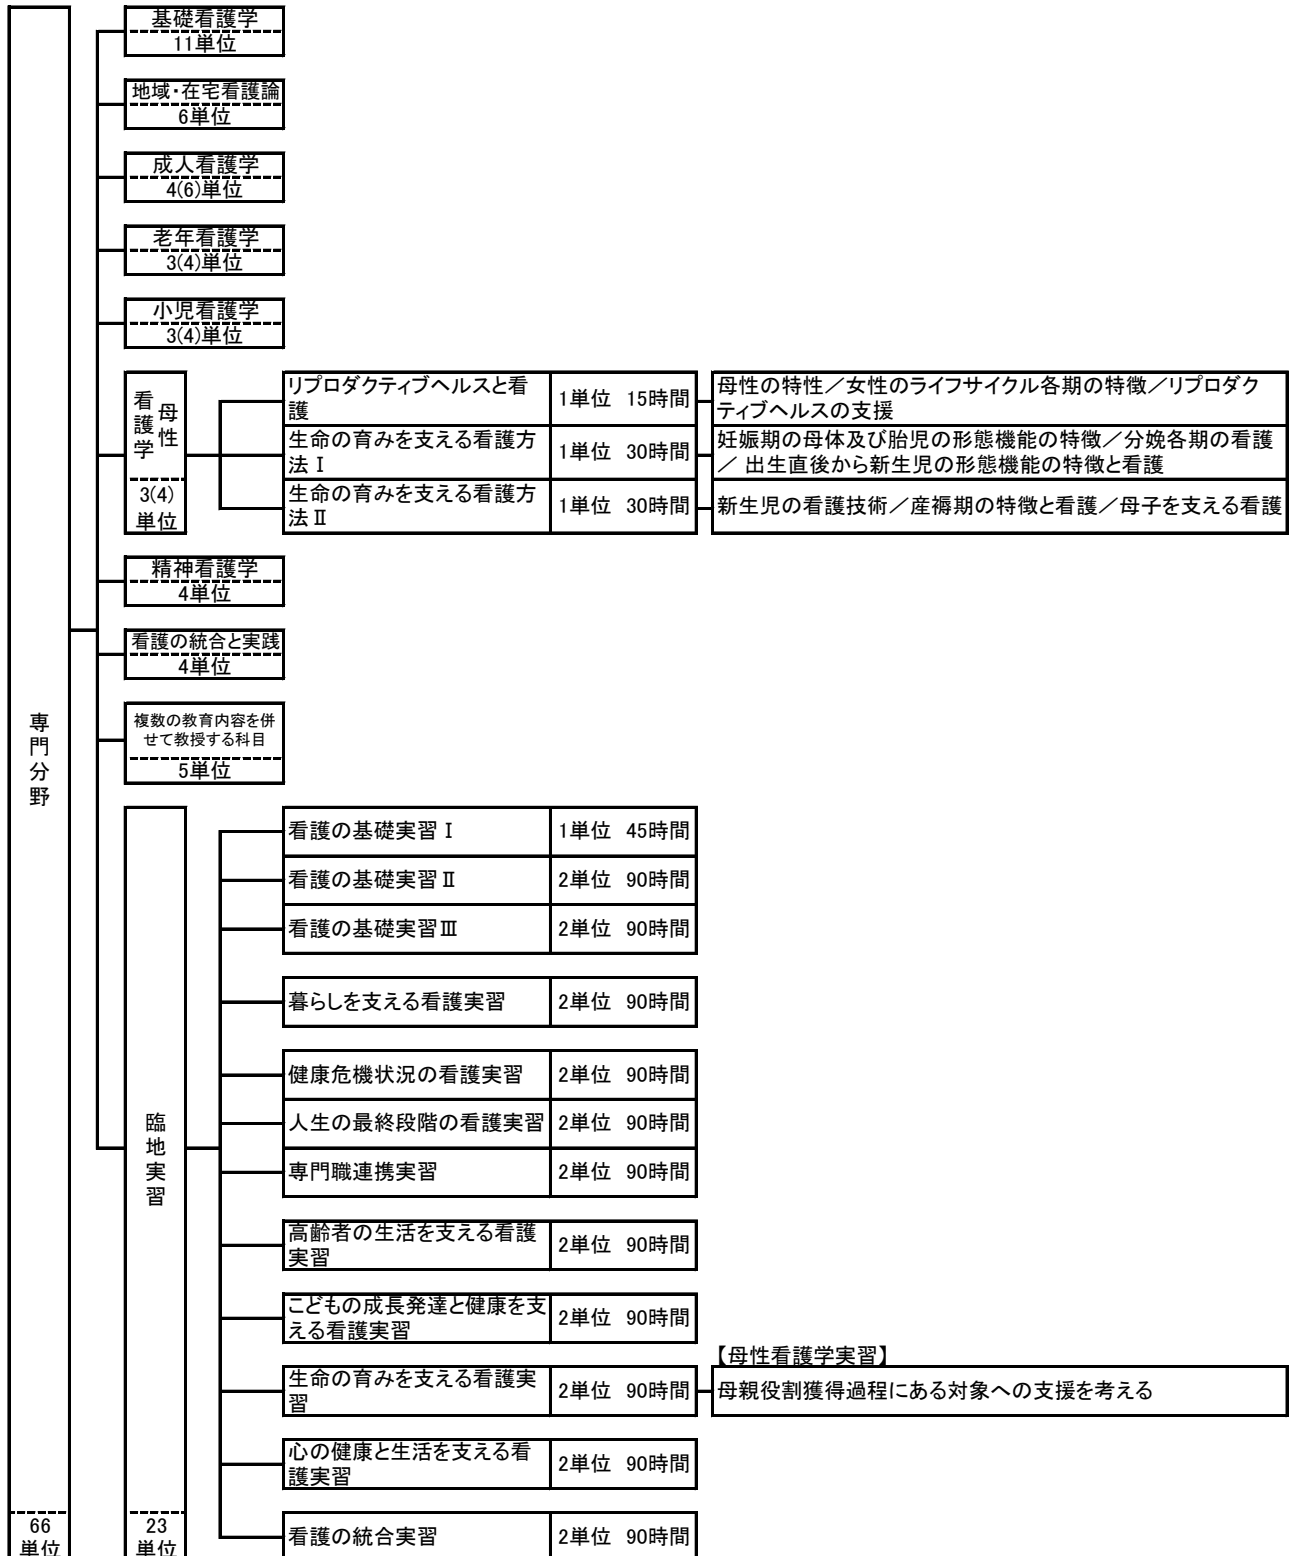 基礎看護学
11単位
地域・在宅看護論
6単位
成人看護学
4(6)単位
老年看護学
3(4)単位
小児看護学
3(4)単位
母性
看護学
3(4)
単位
リプロダクティブヘルスと看
護
1単位 15時間
母性の特性／女性のライフサイクル各期の特徴／リプロダク
ティブヘルスの支援
生命の育みを支える看護方
法Ⅰ
1単位 30時間
妊娠期の母体及び胎児の形態機能の特徴／分娩各期の看護
／ 出生直後から新生児の形態機能の特徴と看護
生命の育みを支える看護方
法Ⅱ
1単位 30時間
新生児の看護技術／産褥期の特徴と看護／母子を支える看護
精神看護学
4単位
看護の統合と実践
4単位
複数の教育内容を併
せて教授する科目
5単位
専門分野
66
単位
臨地実習
23
単位
看護の基礎実習Ⅰ
1単位 45時間
看護の基礎実習Ⅱ
2単位 90時間
看護の基礎実習Ⅲ
2単位 90時間
暮らしを支える看護実習
2単位 90時間
健康危機状況の看護実習
2単位 90時間
人生の最終段階の看護実習
2単位 90時間
専門職連携実習
2単位 90時間
高齢者の生活を支える看護
実習
2単位 90時間
こどもの成長発達と健康を支
える看護実習
2単位 90時間
【母性看護学実習】
生命の育みを支える看護実
習
2単位 90時間
母親役割獲得過程にある対象への支援を考える
心の健康と生活を支える看
護実習
2単位 90時間
看護の統合実習
2単位 90時間